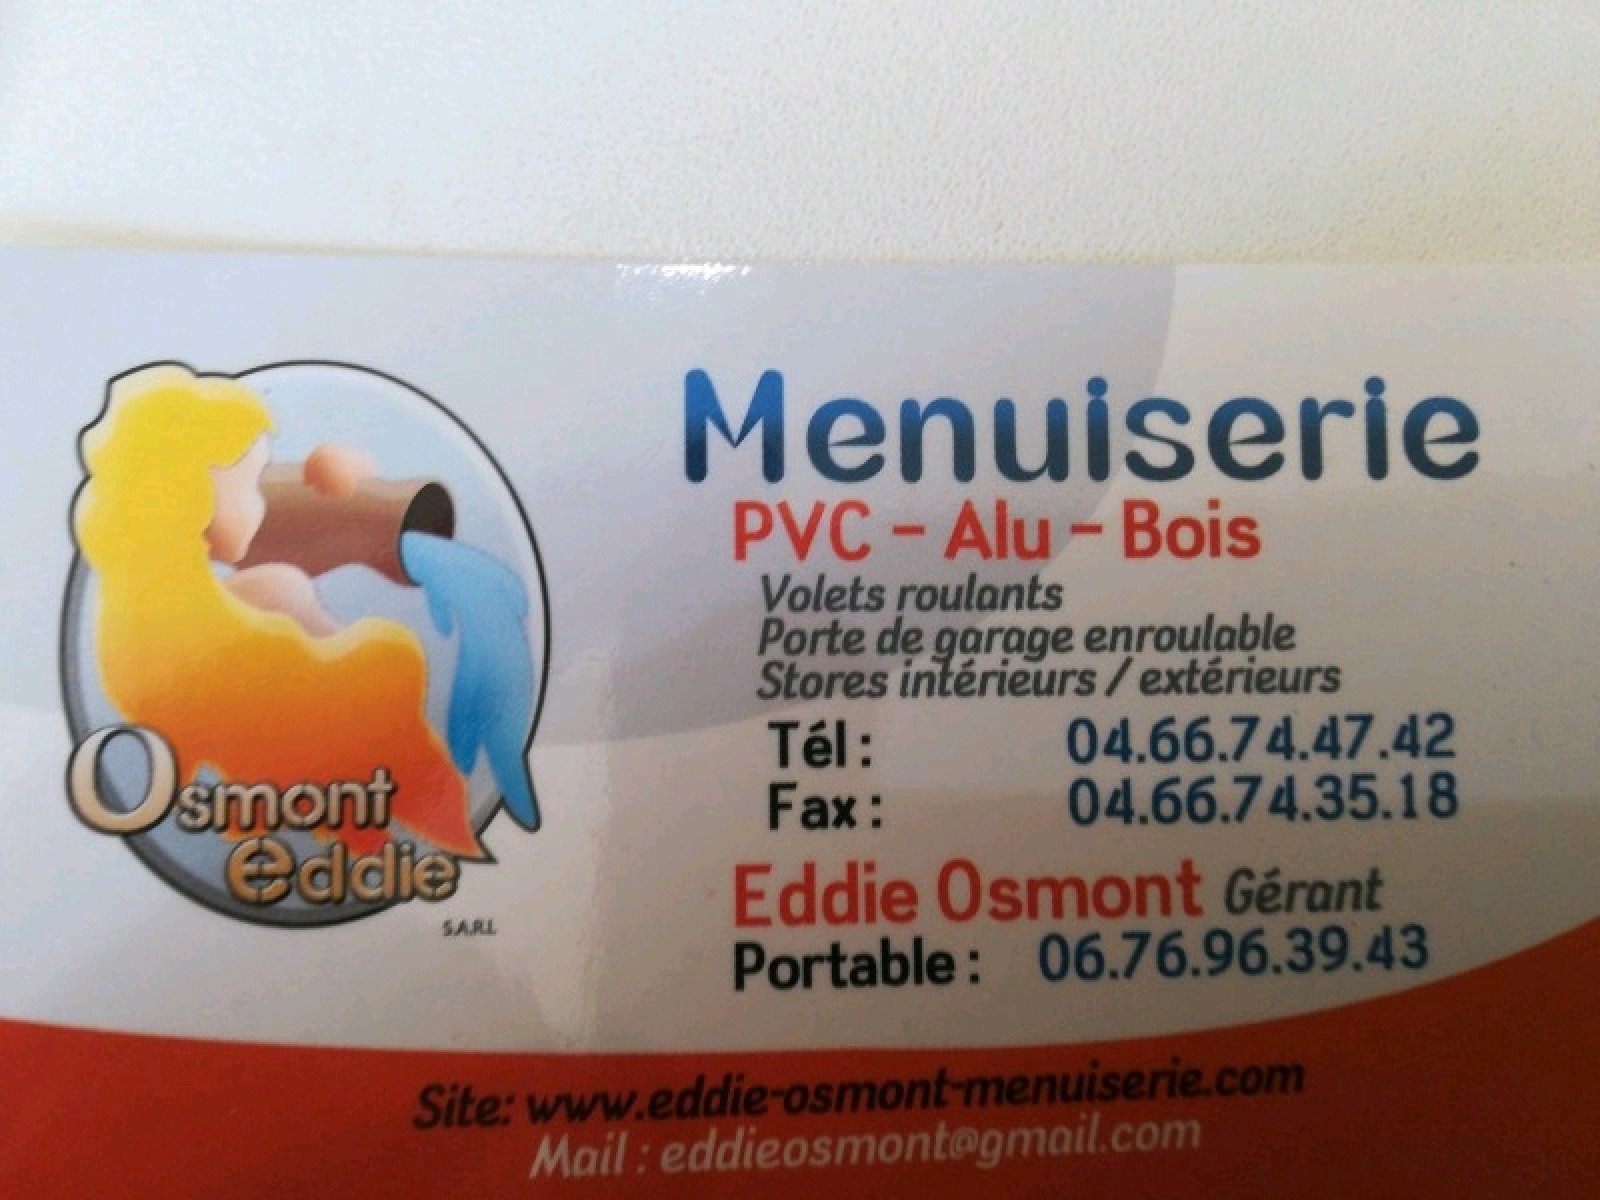 Menuiserie
PVC - Alu - Bois
Volets roulants
Porte de garage enroulable
Stores intérieurs / extérieurs
Tél : 04.66.74.47.42
Fax : 04.66.74.35.18
Eddie Osmont Gérant
Portable : 06.76.96.39.43
Osmont
eddie
S.A.R.L
Site: www.eddie-osmont-menuiserie.com
Mail : eddieosmont@gmail.com